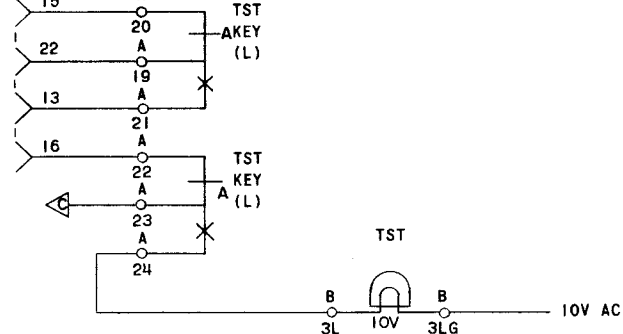 15
TST
20
A KEY
22 A (L)
19
13 A
21
A
16
TST
22
KEY
A
A (L)
C
23
A
TST
24
B B 10V AC
3L 10V 3LG